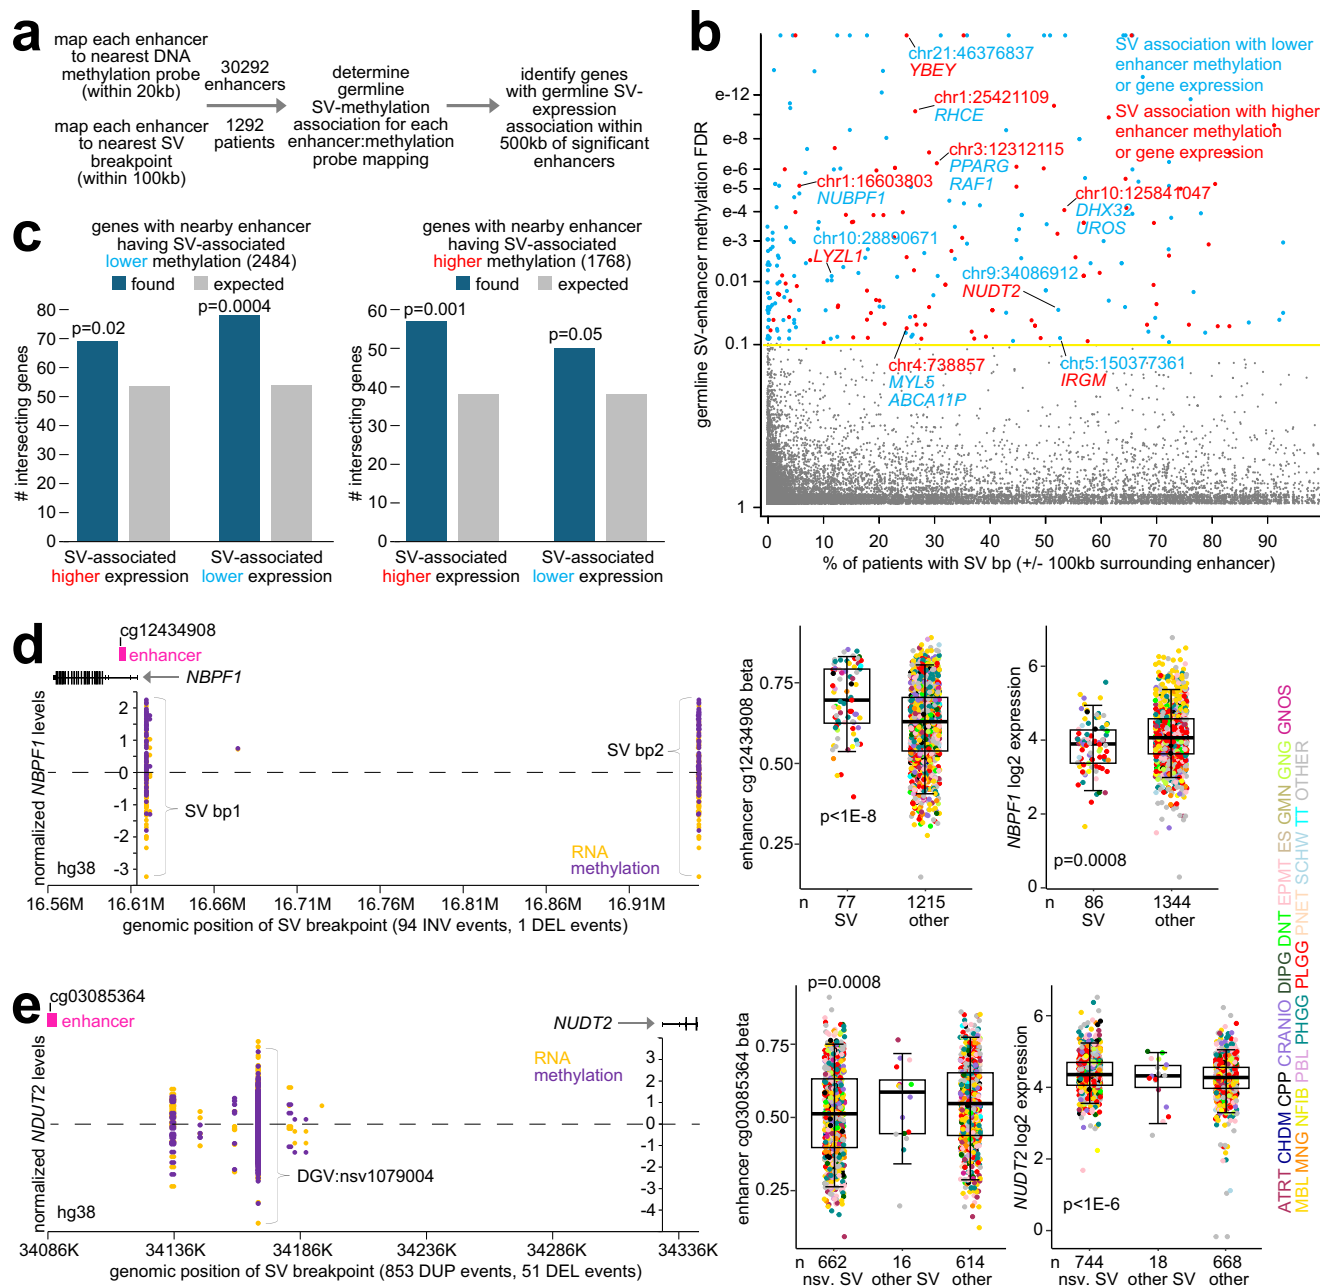 a
map each enhancer
to nearest DNA
methylation probe
(within 20kb)
map each enhancer
to nearest SV
breakpoint
(within 100kb)
30292
enhancers
1292
patients
determine
germline
SV-methylation
association for each
enhancer:methylation
probe mapping
identify genes
with germline SV-
expression
association within
500kb of significant
enhancers
b
germline SV-enhancer methylation FDR
e-12
e-8
e-6
e-5
e-4
e-3
0.01
0.1
1
SV association with lower
enhancer methylation
or gene expression
SV association with higher
enhancer methylation
or gene expression
chr21:46376837
YBEY
chr1:25421109
RHCE
chr3:12312115
PPARG
RAF1
chr1:16603803
NUBPF1
chr10:125841047
DHX32
UROS
chr10:28890671
LYZL1
chr9:34086912
NUDT2
chr4:738857
MYL5
ABCA11P
chr5:150377361
IRGM
0 10 20 30 40 50 60 70 80 90
% of patients with SV bp (+/- 100kb surrounding enhancer)
c
genes with nearby enhancer
having SV-associated
lower methylation (2484)
found expected
# intersecting genes
80
70
60
50
40
30
20
10
0
p=0.02
p=0.0004
SV-associated
higher expression
SV-associated
lower expression
genes with nearby enhancer
having SV-associated
higher methylation (1768)
found expected
# intersecting genes
60
50
40
30
20
10
0
p=0.001
p=0.05
SV-associated
higher expression
SV-associated
lower expression
d
cg12434908
enhancer
NBPF1
normalized NBPF1 levels
2
1
0
-1
-2
-3
SV bp1
SV bp2
RNA
methylation
hg38
16.56M 16.61M 16.66M 16.71M 16.76M 16.81M 16.86M 16.91M
genomic position of SV breakpoint (94 INV events, 1 DEL events)
enhancer cg12434908 beta
0.75
0.50
0.25
p<1E-8
n 77 1215
SV other
NBPF1 log2 expression
6
4
2
0
p=0.0008
n 86 1344
SV other
e
cg03085364
enhancer
NUDT2
normalized NDUT2 levels
RNA
methylation
3
2
1
0
-1
-2
-3
-4
DGV:nsv1079004
hg38
34086K 34136K 34186K 34236K 34286K 34336K
genomic position of SV breakpoint (853 DUP events, 51 DEL events)
p=0.0008
enhancer cg03085364 beta
0.75
0.50
0.25
n 662 16 614
nsv. SV other SV other
NUDT2 log2 expression
6
4
2
0
p<1E-6
n 744 18 668
nsv. SV other SV other
ATRT CHDM CPP CRANIO DIPG DNT EPMT ES GMN GNG GNOS
MBL MNG NFIB PBL PHGG PLGG PNET SCHW TT OTHER